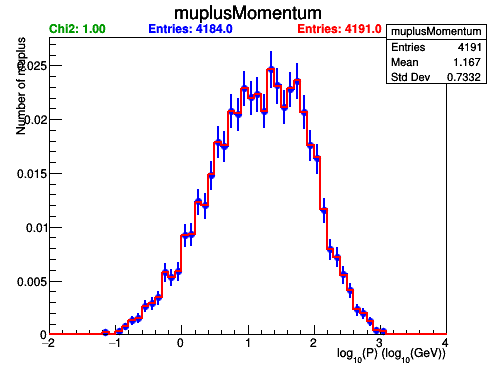 muplusMomentum
Chi2: 1.00 Entries: 4184.0 Entries: 4191.0
muplusMomentum
Entries 4191
Mean 1.167
Std Dev 0.7332
Number of muplus
0.025
0.02
0.015
0.01
0.005
0
−2 −1 0 1 2 3 4
log10(P) (log10(GeV))